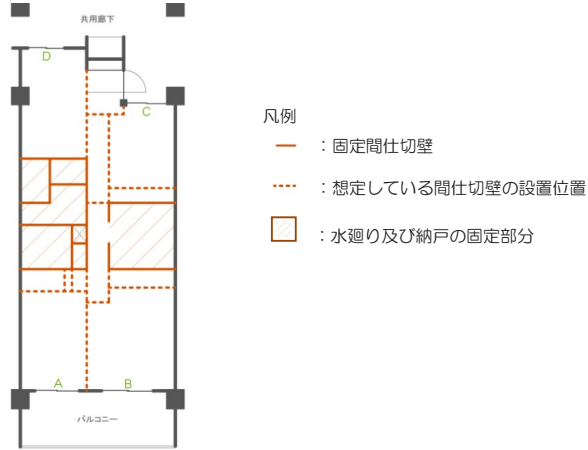 共用廊下
D
C
凡例
：固定間仕切壁
：想定している間仕切壁の設置位置
：水廻り及び納戸の固定部分
A
B
バルコニー